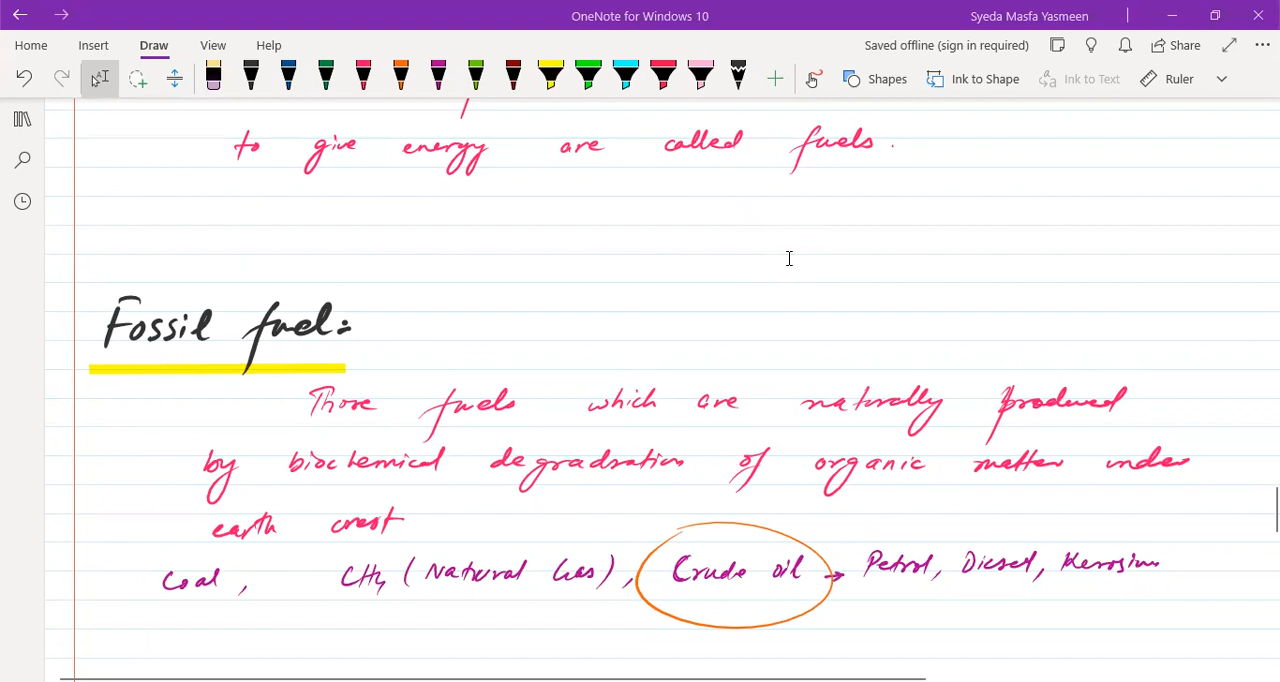 OneNote for Windows 10
Syeda Masfa Yasmeen
Home Insert Draw View Help
Saved offline (sign in required) Share
Shapes Ink to Shape Ink to Text Ruler
to give energy are called fuels.
Fossil fuel:
Those fuels which are naturally produced
by biochemical degradsation of organic matter under
earth crest
Coal, CH4 (Natural Gas), Crude oil → Petrol, Diesel, Kerosine